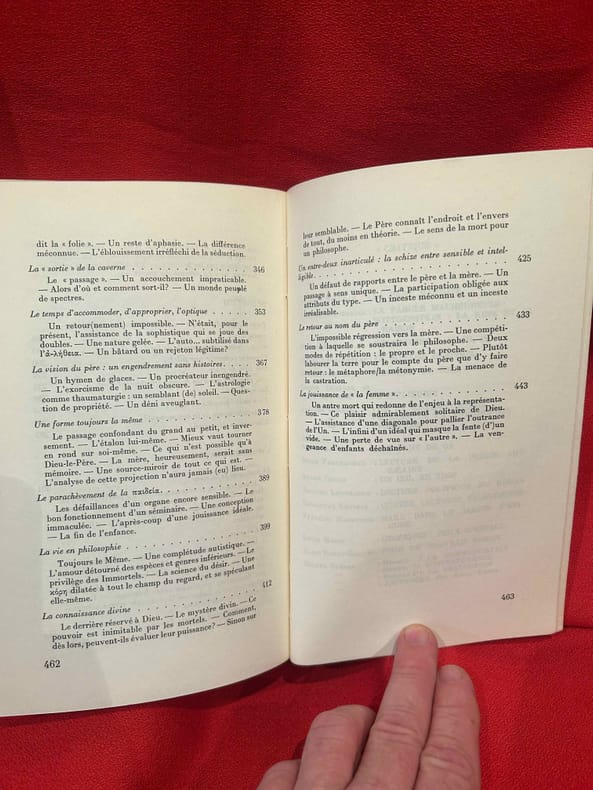 dit la « folie ». — Un reste d'aphasie. — La différence
méconnue. — L'éblouissement irréfléchi de la séduction.
La « sortie » de la caverne . . . . . . . . . . . . . . . 346
Le « passage ». — Un accouchement impraticable.
— Alors d'où et comment sort-il? — Un monde peuplé
de spectres.
Le temps d'accommoder, d'approprier, l'optique . . . . . 353
Un retour(nement) impossible. — N'était, pour le
présent, l'assistance de la sophistique qui se joue des
doubles. — Une nature gelée. — L'auto... subtilisé dans
l'ἀ-λήθεια. — Un bâtard ou un rejeton légitime?
La vision du père : un engendrement sans histoires . . . . 367
Un hymen de glaces. — Un procréateur inengendré.
— L'exorcisme de la nuit obscure. — L'astrologie
comme thaumaturgie : un semblant (de) soleil. — Ques-
tion de propriété. — Un déni aveuglant.
Une forme toujours la même . . . . . . . . . . . . . . 378
Le passage confondant du grand au petit, et inver-
sement. — L'étalon lui-même. — Mieux vaut tourner
en rond sur soi-même. — Ce qui n'est possible qu'à
Dieu-le-Père. — La mère, heureusement, serait sans
mémoire. — Une source-miroir de tout ce qui est. —
L'analyse de cette projection n'aura jamais (eu) lieu.
Le parachèvement de la παιδεία. . . . . . . . . . . . . 389
Les défaillances d'un organe encore sensible. — Le
bon fonctionnement d'un séminaire. — Une conception
immaculée. — L'après-coup d'une jouissance idéale.
— La fin de l'enfance.
La vie en philosophie . . . . . . . . . . . . . . . . . 399
Toujours le Même. — Une complétude autistique. —
L'amour détourné des espèces et genres inférieurs. — Le
privilège des Immortels. — La science du désir. — Une
κόρη dilatée à tout le champ du regard, et se spéculant
elle-même.
La connaissance divine . . . . . . . . . . . . . . . . 412
Le derrière réservé à Dieu. — Le mystère divin. — Ce
pouvoir est inimitable par les mortels. — Comment,
dès lors, peuvent-ils évaluer leur puissance? — Sinon sur
462
leur semblable. — Le Père connaît l'endroit et l'envers
de tout, du moins en théorie. — Le sens de la mort pour
un philosophe.
Un entre-deux inarticulé : la schize entre sensible et intel-
ligible . . . . . . . . . . . . . . . . . . . . . . . . 425
Un défaut de rapports entre le père et la mère. — Un
passage à sens unique. — La participation obligée aux
attributs du type. — Un inceste méconnu et un inceste
irréalisable.
Le retour au nom du père . . . . . . . . . . . . . . . 433
L'impossible régression vers la mère. — Une compéti-
tion à laquelle se soustraira le philosophe. — Deux
modes de répétition : le propre et le proche. — Plutôt
labourer la terre pour le compte du père que d'y faire
retour : le métaphore/la métonymie. — La menace de
la castration.
La jouissance de « la femme » . . . . . . . . . . . . . 443
Un antre mort qui redonne de l'enjeu à la représenta-
tion. — Ce plaisir admirablement solitaire de Dieu.
— L'assistance d'une diagonale pour pallier l'outrance
de l'Un. — L'infini d'un idéal qui masque la fente (d')un
vide. — Une perte de vue sur « l'autre ». — La ven-
geance d'enfants déchaînés.
463